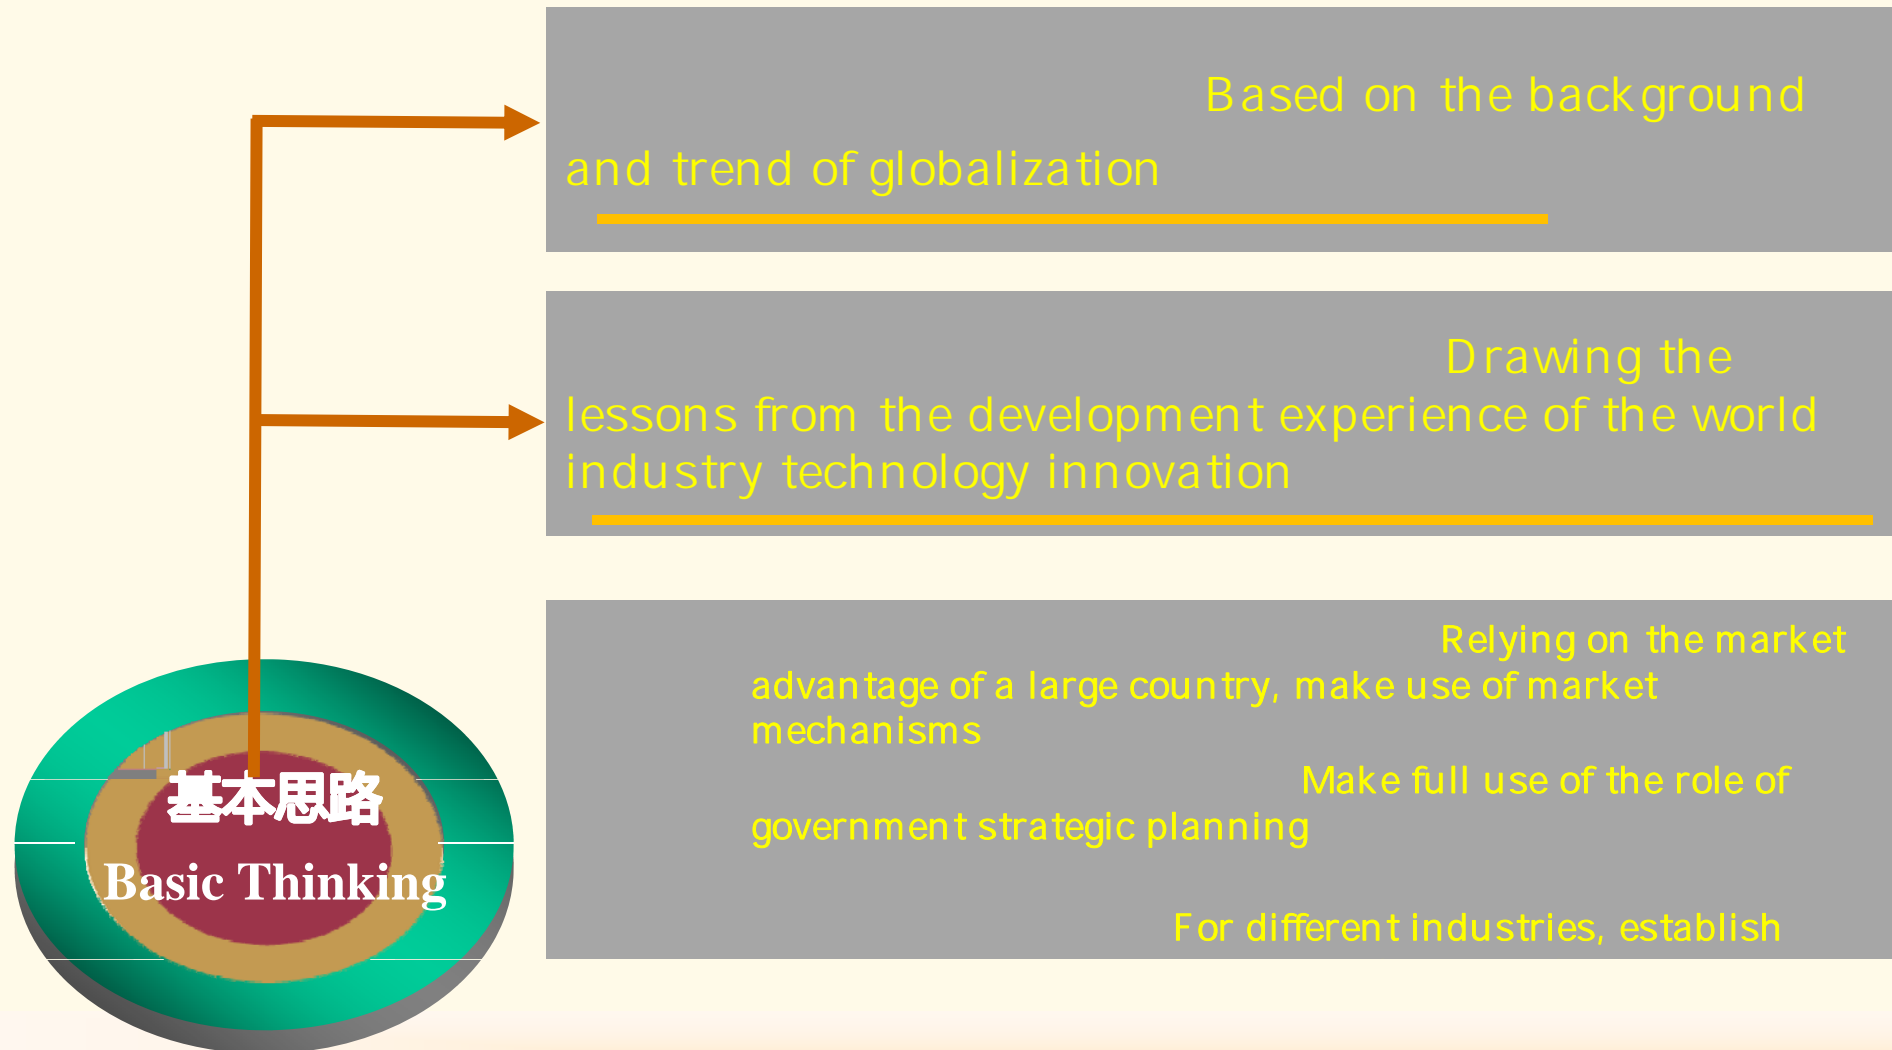 Based on the background
and trend of globalization
Drawing the
lessons from the development experience of the world
industry technology innovation
Relying on the market
advantage of a large country, make use of market
mechanisms
Make full use of the role of
government strategic planning
For different industries, establish
基本思路
Basic Thinking